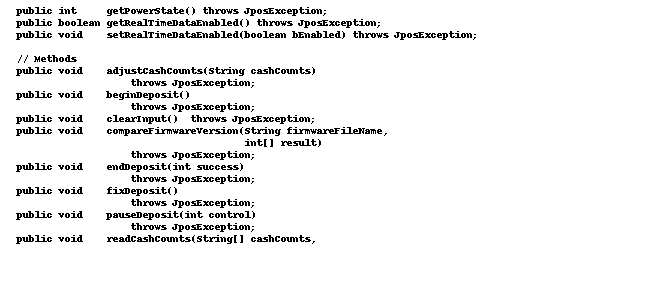 public int     getPowerState() throws JposException;
public boolean getRealTimeDataEnabled() throws JposException;
public void    setRealTimeDataEnabled(boolean bEnabled) throws JposException;

// Methods
public void    adjustCashCounts(String cashCounts)
                   throws JposException;
public void    beginDeposit()
                   throws JposException;
public void    clearInput()  throws JposException;
public void    compareFirmwareVersion(String firmwareFileName,
                                      int[] result)
                   throws JposException;
public void    endDeposit(int success)
                   throws JposException;
public void    fixDeposit()
                   throws JposException;
public void    pauseDeposit(int control)
                   throws JposException;
public void    readCashCounts(String[] cashCounts,